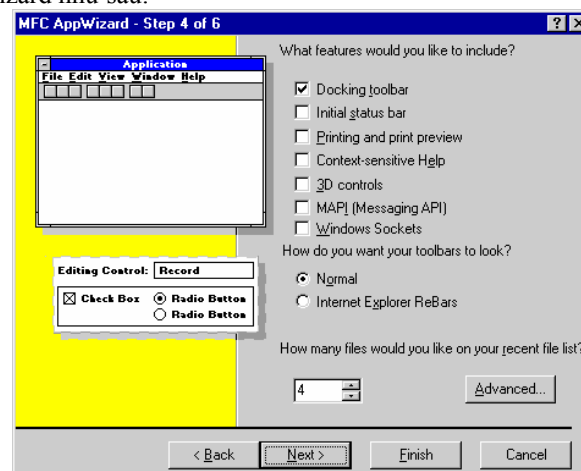 izard như sau:
MFC AppWizard - Step 4 of 6
What features would you like to include?
Application
File Edit View Window Help
Docking toolbar
Initial status bar
Printing and print preview
Context-sensitive Help
3D controls
MAPI (Messaging API)
Windows Sockets
How do you want your toolbars to look?
Editing Control: Record
Check Box
Radio Button
Radio Button
Normal
Internet Explorer ReBars
How many files would you like on your recent file list?
4
Advanced...
< Back
Next >
Finish
Cancel